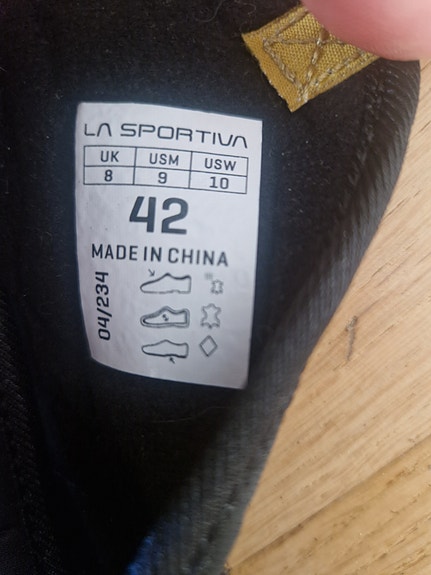 LA SPORTIVA
UK USM USW
8 9 10
42
MADE IN CHINA
04/234